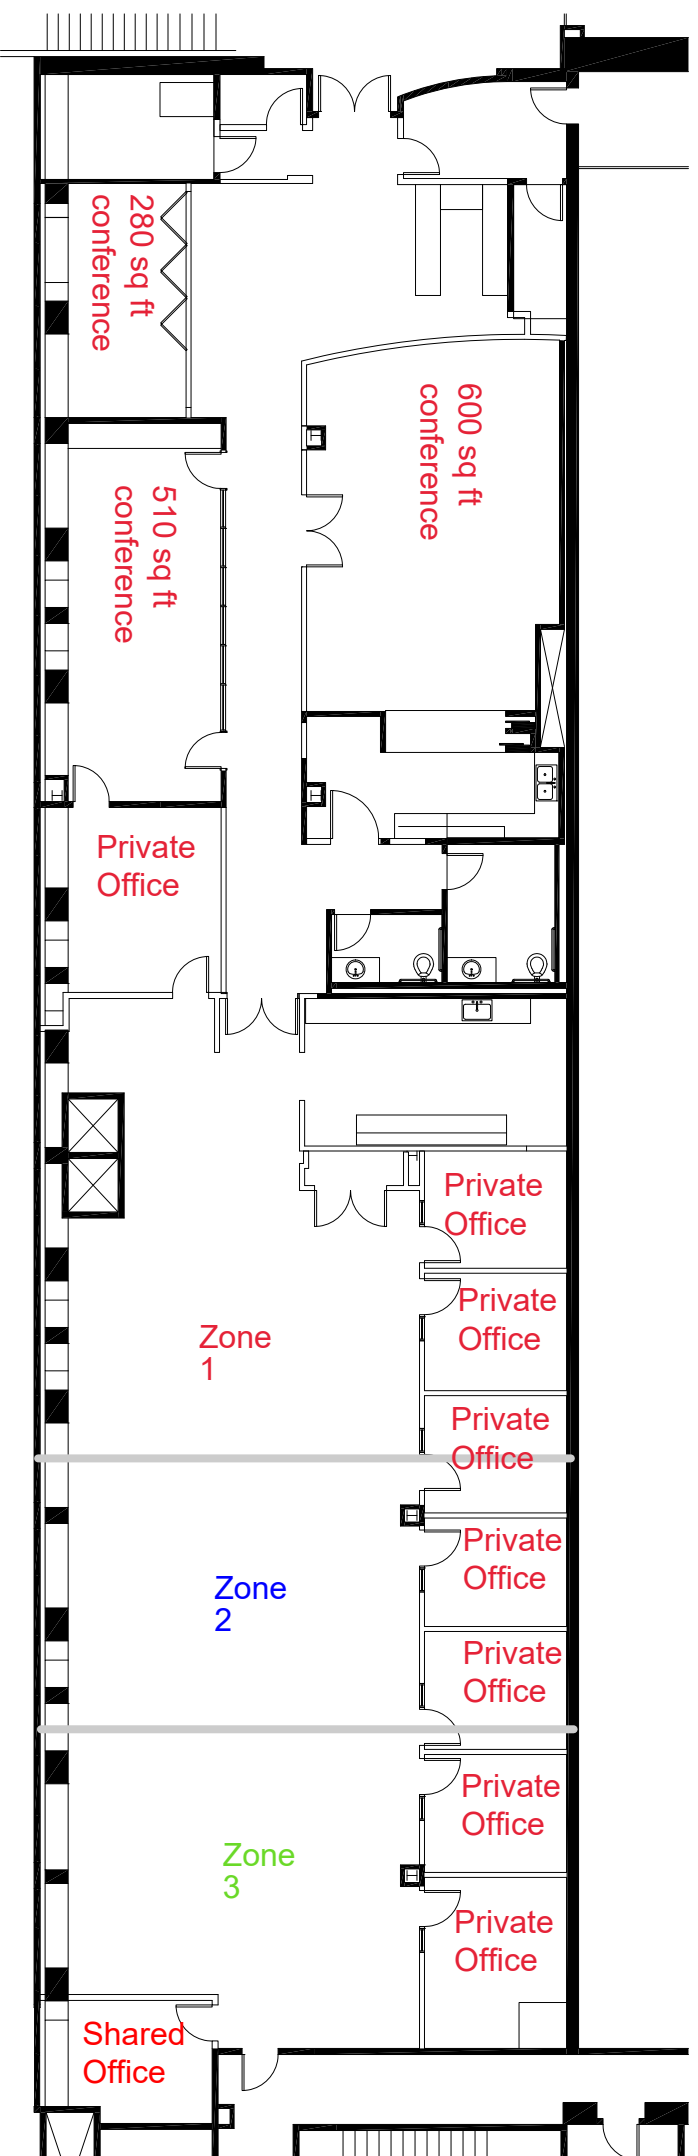 280 sq ft
conference
600 sq ft
conference
510 sq ft
conference
Private
Office
Private
Office
Private
Office
Zone
1
Private
Office
Private
Office
Zone
2
Private
Office
Private
Office
Zone
3
Private
Office
Shared
Office